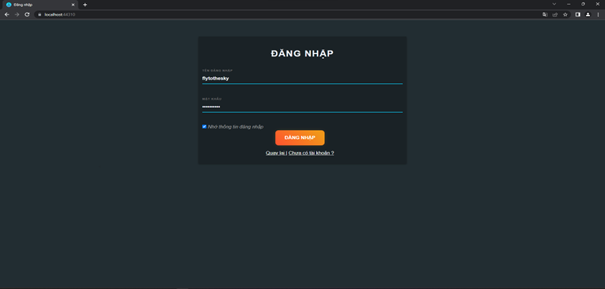 Đăng nhập
localhost:44319
ĐĂNG NHẬP
TÊN ĐĂNG NHẬP
flytothesky
MẬT KHẨU
Nhớ thông tin đăng nhập
ĐĂNG NHẬP
Quay lại | Chưa có tài khoản ?